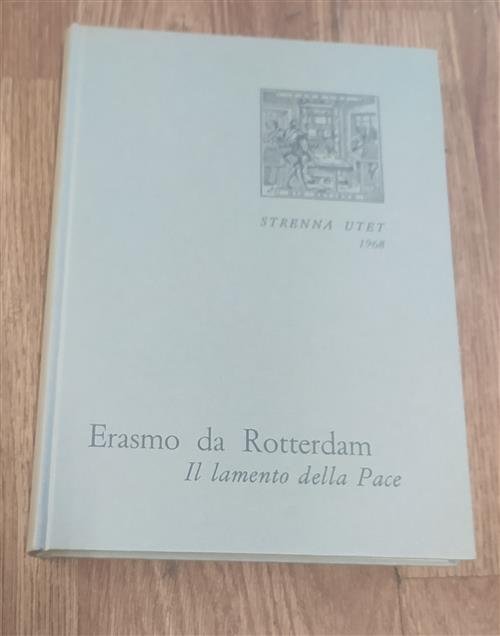 STRENNA UTET
1968
Erasmo da Rotterdam
Il lamento della Pace